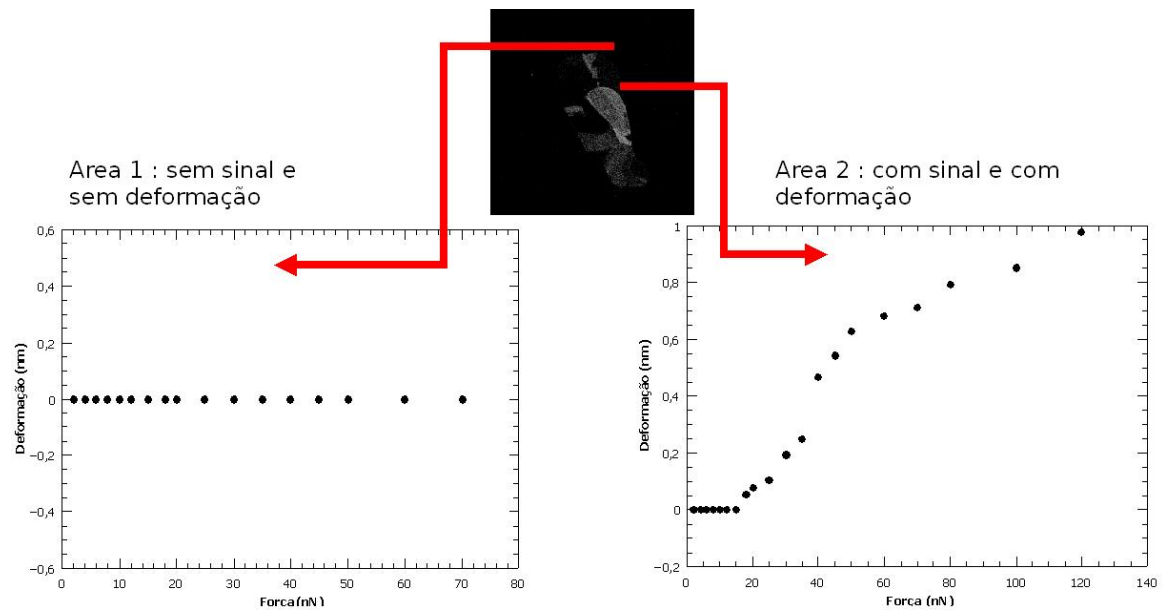 Area 1 : sem sinal e
sem deformação
Area 2 : com sinal e com
deformação
0,6
0,4
0,2
0
−0,2
−0,4
−0,6
Deformação (nm)
0 10 20 30 40 50 60 70 80
Força(nN)
1
0,8
0,6
0,4
0,2
0
−0,2
Deformação (nm)
0 20 40 60 80 100 120 140
Força (nN)